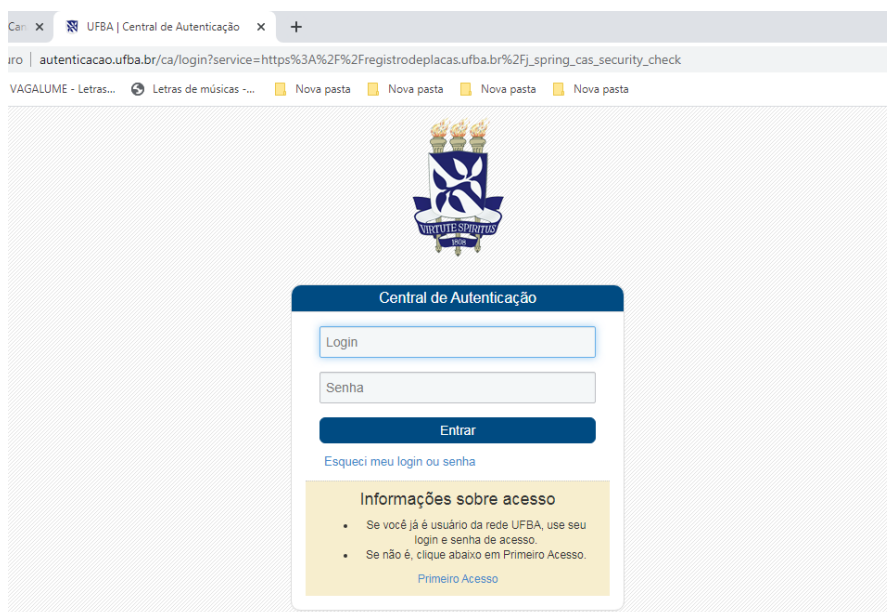 Can
UFBA | Central de Autenticação
uro | autenticacao.ufba.br/ca/login?service=https%3A%2F%2Fregistrodeplacas.ufba.br%2Fj_spring_cas_security_check
VAGALUME - Letras... Letras de músicas -... Nova pasta Nova pasta Nova pasta Nova pasta
VIRTUTE SPIRITUS
1808
Central de Autenticação
Login
Senha
Entrar
Esqueci meu login ou senha
Informações sobre acesso
• Se você já é usuário da rede UFBA, use seu
login e senha de acesso.
• Se não é, clique abaixo em Primeiro Acesso.
Primeiro Acesso